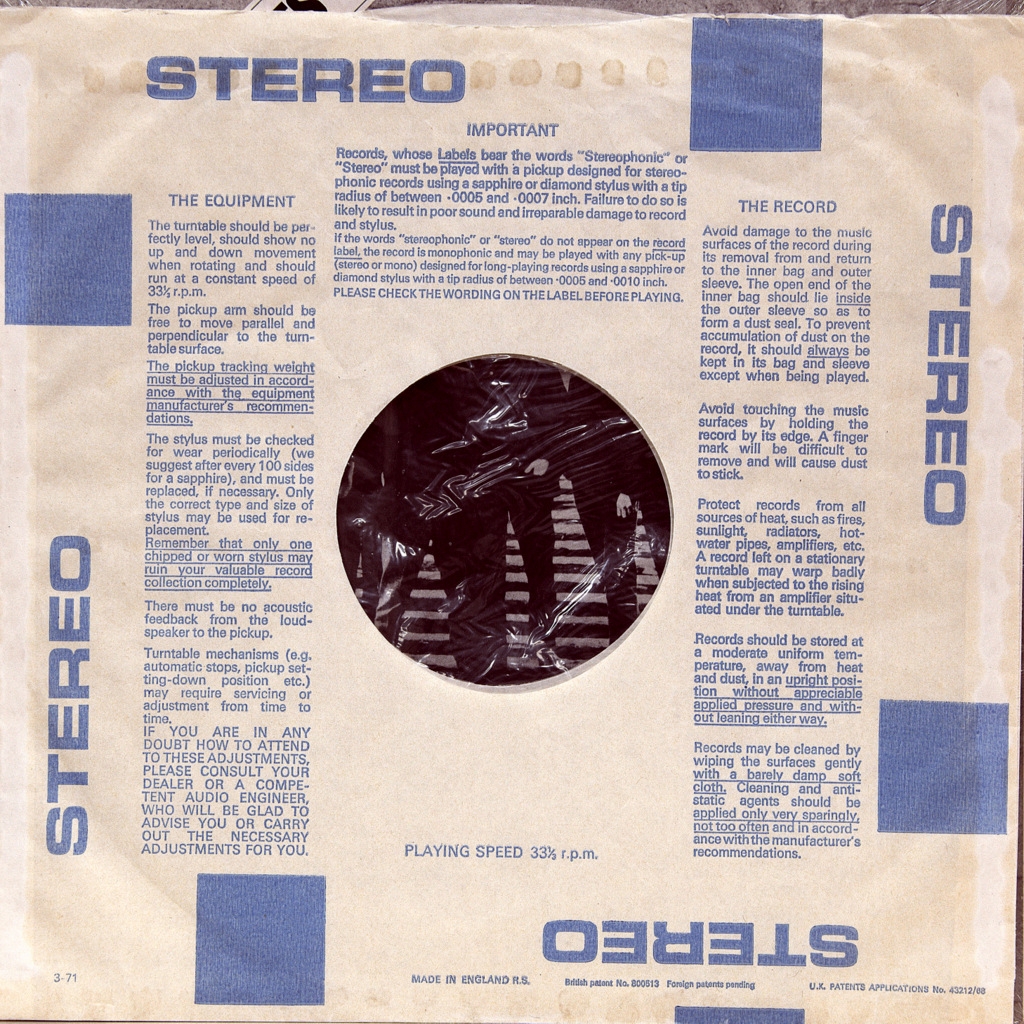 STEREO
IMPORTANT
Records, whose Labels bear the words "Stereophonic" or
"Stereo" must be played with a pickup designed for stereo-
phonic records using a sapphire or diamond stylus with a tip
radius of between ·0005 and ·0007 inch. Failure to do so is
likely to result in poor sound and irreparable damage to record
and stylus.
If the words "stereophonic" or "stereo" do not appear on the record
label, the record is monophonic and may be played with any pick-up
(stereo or mono) designed for long-playing records using a sapphire or
diamond stylus with a tip radius of between ·0005 and ·0010 inch.
PLEASE CHECK THE WORDING ON THE LABEL BEFORE PLAYING.
THE EQUIPMENT
The turntable should be per-
fectly level, should show no
up and down movement
when rotating and should
run at a constant speed of
33⅓ r.p.m.
The pickup arm should be
free to move parallel and
perpendicular to the turn-
table surface.
The pickup tracking weight
must be adjusted in accord-
ance with the equipment
manufacturer's recommen-
dations.
The stylus must be checked
for wear periodically (we
suggest after every 100 sides
for a sapphire), and must be
replaced, if necessary. Only
the correct type and size of
stylus may be used for re-
placement.
Remember that only one
chipped or worn stylus may
ruin your valuable record
collection completely.
There must be no acoustic
feedback from the loud-
speaker to the pickup.
Turntable mechanisms (e.g.
automatic stops, pickup set-
ting-down position etc.)
may require servicing or
adjustment from time to
time.
IF YOU ARE IN ANY
DOUBT HOW TO ATTEND
TO THESE ADJUSTMENTS,
PLEASE CONSULT YOUR
DEALER OR A COMPE-
TENT AUDIO ENGINEER,
WHO WILL BE GLAD TO
ADVISE YOU OR CARRY
OUT THE NECESSARY
ADJUSTMENTS FOR YOU.
THE RECORD
Avoid damage to the music
surfaces of the record during
its removal from and return
to the inner bag and outer
sleeve. The open end of the
inner bag should lie inside
the outer sleeve so as to
form a dust seal. To prevent
accumulation of dust on the
record, it should always be
kept in its bag and sleeve
except when being played.
Avoid touching the music
surfaces by holding the
record by its edge. A finger
mark will be difficult to
remove and will cause dust
to stick.
Protect records from all
sources of heat, such as fires,
sunlight, radiators, hot-
water pipes, amplifiers, etc.
A record left on a stationary
turntable may warp badly
when subjected to the rising
heat from an amplifier situ-
ated under the turntable.
Records should be stored at
a moderate uniform tem-
perature, away from heat
and dust, in an upright posi-
tion without appreciable
applied pressure and with-
out leaning either way.
Records may be cleaned by
wiping the surfaces gently
with a barely damp soft
cloth. Cleaning and anti-
static agents should be
applied only very sparingly,
not too often and in accord-
ance with the manufacturer's
recommendations.
STEREO
STEREO
PLAYING SPEED 33⅓ r.p.m.
STEREO
3-71
MADE IN ENGLAND R.S.
British patent No. 800513 Foreign patents pending
U.K. PATENTS APPLICATIONS No. 43212/68